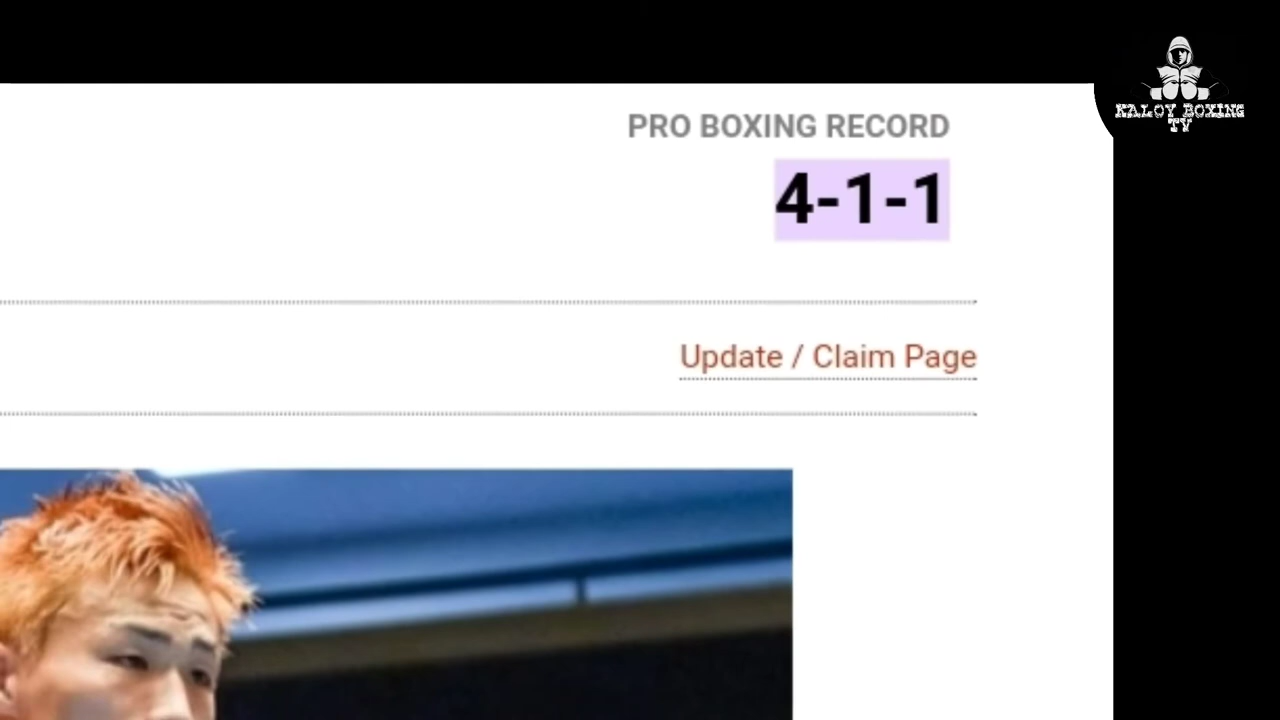 PRO BOXING RECORD
4-1-1
Update / Claim Page
KALOY BOXING
TV